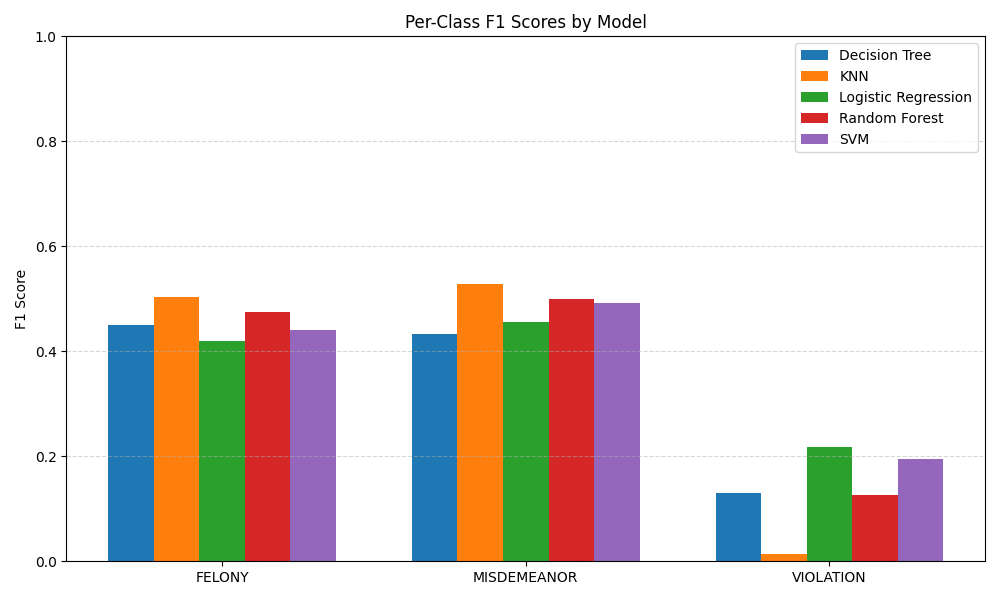 Per-Class F1 Scores by Model
F1 Score
1.0
0.8
0.6
0.4
0.2
0.0
Decision Tree
KNN
Logistic Regression
Random Forest
SVM
FELONY
MISDEMEANOR
VIOLATION